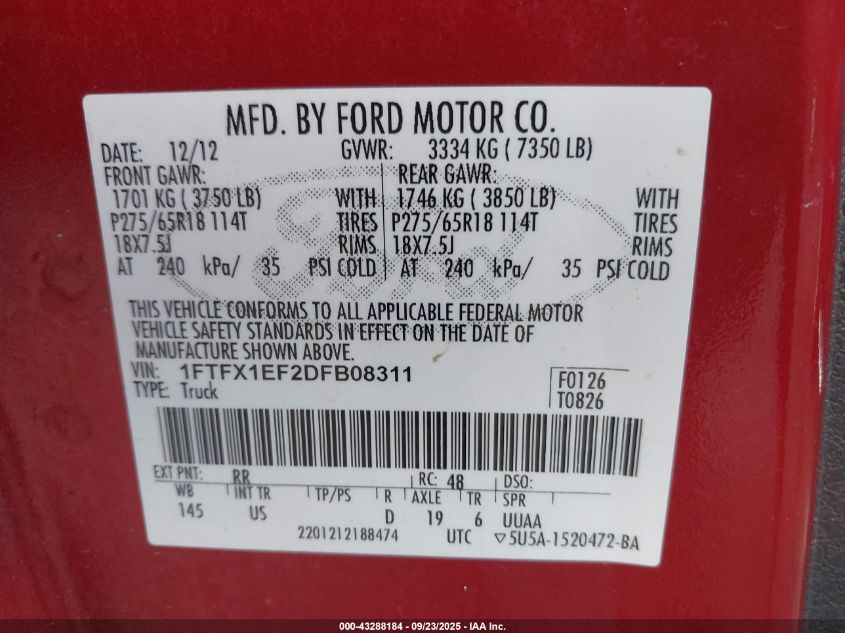 MFD. BY FORD MOTOR CO.
DATE: 12/12 GVWR: 3334 KG ( 7350 LB)
FRONT GAWR: REAR GAWR:
1701 KG ( 3750 LB) WITH 1746 KG ( 3850 LB) WITH
P275/65R18 114T TIRES P275/65R18 114T TIRES
18X7.5J RIMS 18X7.5J RIMS
AT 240 kPa/ 35 PSI COLD AT 240 kPa/ 35 PSI COLD
Ford
THIS VEHICLE CONFORMS TO ALL APPLICABLE FEDERAL MOTOR
VEHICLE SAFETY STANDARDS IN EFFECT ON THE DATE OF
MANUFACTURE SHOWN ABOVE.
VIN: 1FTFX1EF2DFB08311 F0126
TYPE: Truck T0826
EXT PNT: RR RC: 48 DSO:
WB INT TR TP/PS R AXLE TR SPR
145 US D 19 6 UUAA
2201212188474 UTC ▽5U5A-1520472-BA
000-43288184 - 09/23/2025 - IAA Inc.